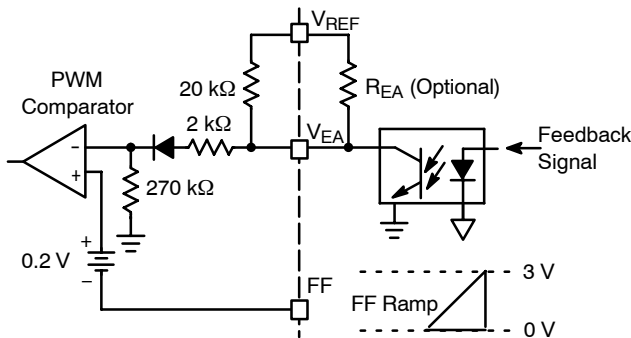 V_REF
PWM
Comparator
20 kΩ
R_EA (Optional)
2 kΩ
V_EA
Feedback
Signal
−
+
270 kΩ
+
0.2 V
−
FF
3 V
FF Ramp
0 V